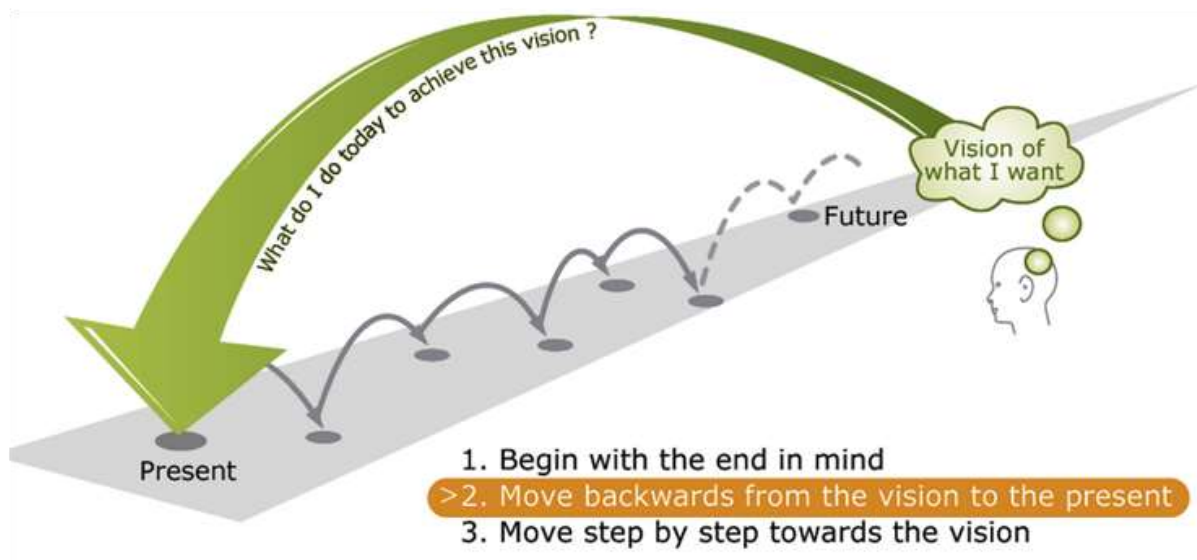 What do I do today to achieve this vision ?
Vision of
what I want
Future
Present
1. Begin with the end in mind
>2. Move backwards from the vision to the present
3. Move step by step towards the vision